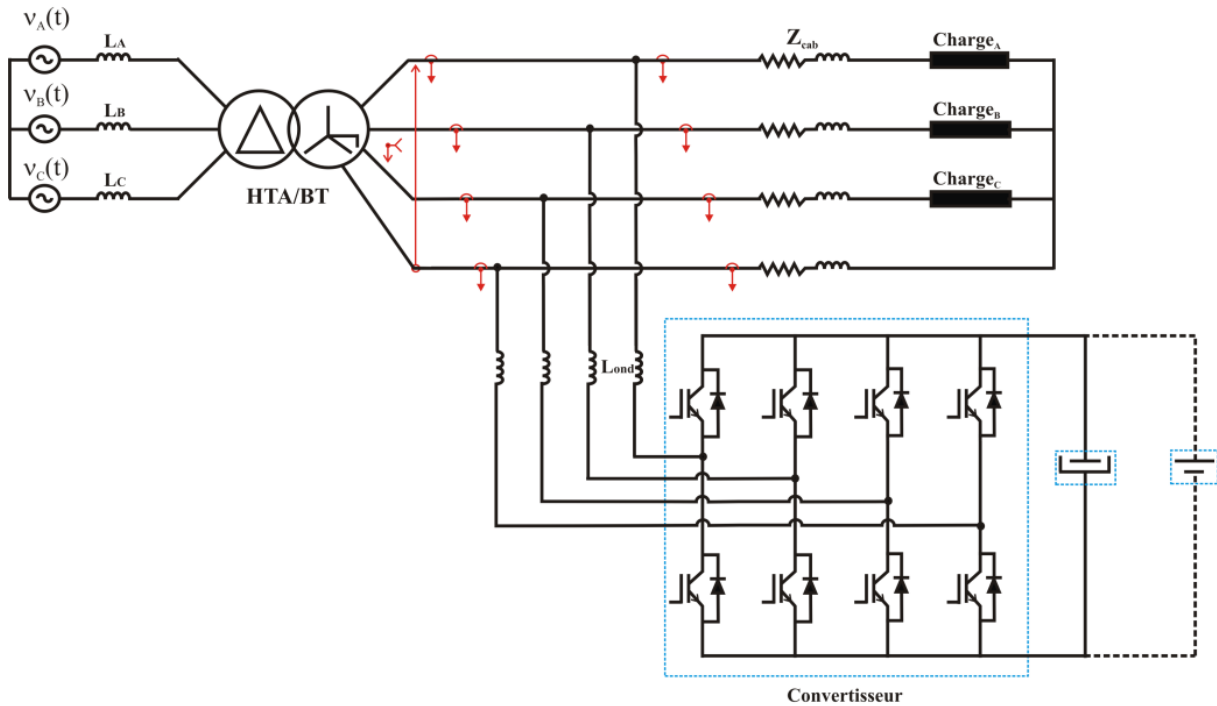 νA(t)
LA
νB(t)
LB
νC(t)
LC
HTA/BT
Zcab
ChargeA
ChargeB
ChargeC
Lond
Convertisseur